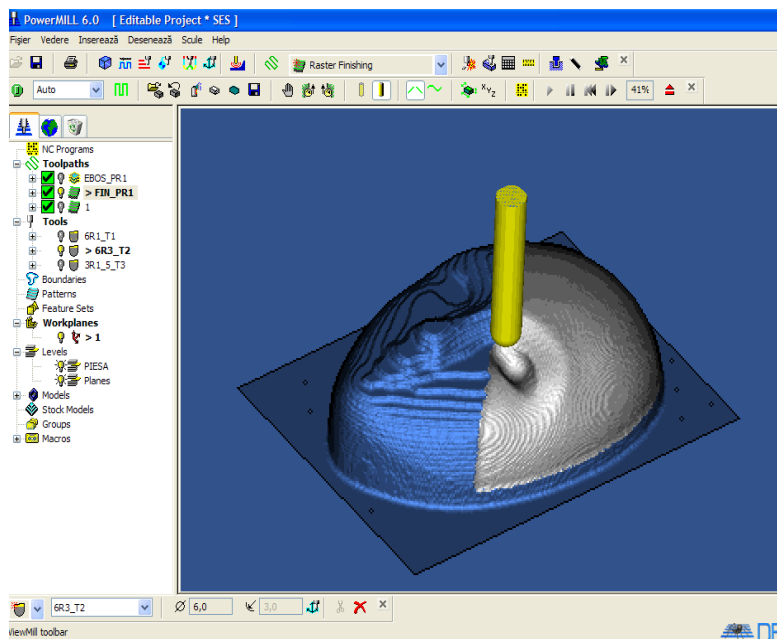 PowerMILL 6.0 [ Editable Project * SES ]
Fişier Vedere Inserează Desenează Scule Help
Raster Finishing
Auto
XYZ
41%
NC Programs
Toolpaths
EBOS_PR1
> FIN_PR1
1
Tools
6R1_T1
> 6R3_T2
3R1_5_T3
Boundaries
Patterns
Feature Sets
Workplanes
> 1
Levels
PIESA
Planes
Models
Stock Models
Groups
Macros
6R3_T2
Ø 6,0
3,0
ViewMill toolbar